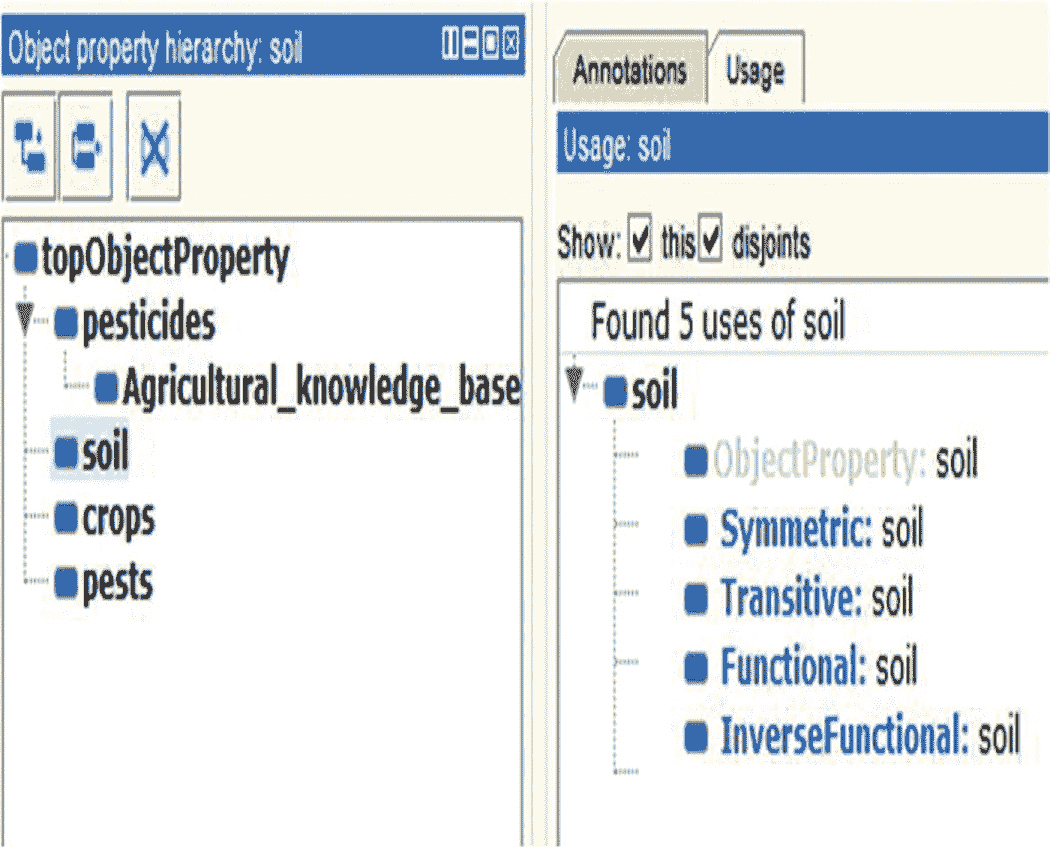 Object property hierarchy: soil
topObjectProperty
pesticides
Agricultural_knowledge_base
soil
crops
pests
Annotations Usage
Usage: soil
Show: this disjoints
Found 5 uses of soil
soil
ObjectProperty: soil
Symmetric: soil
Transitive: soil
Functional: soil
InverseFunctional: soil